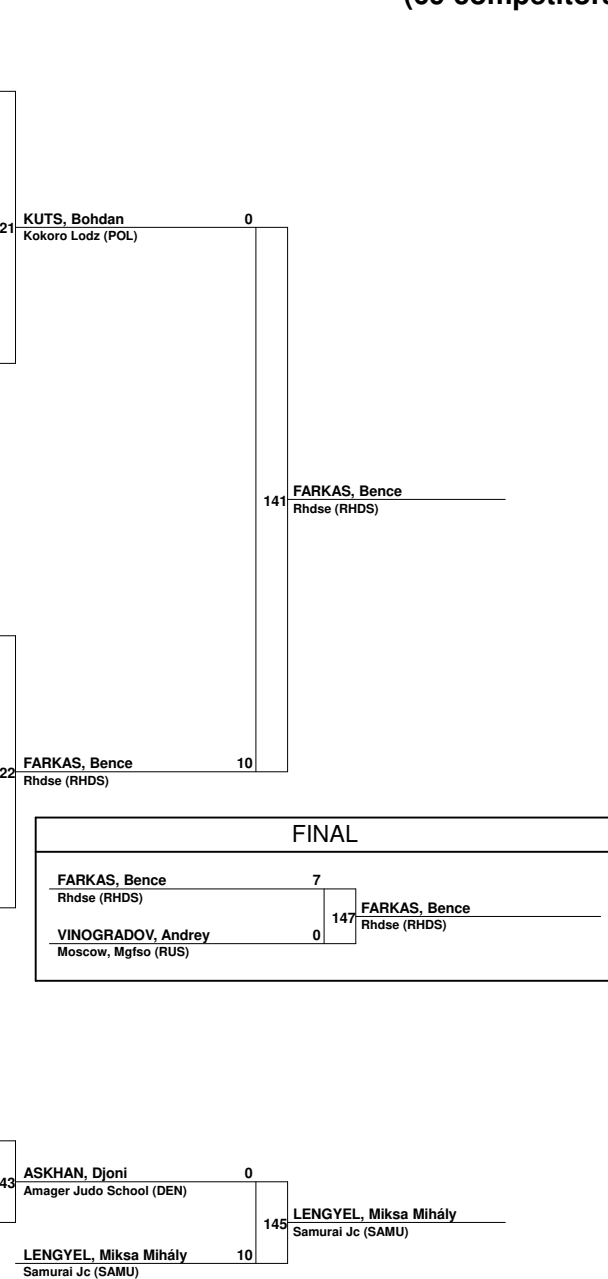 KUTS, Bohdan 0
21
Kokoro Lodz (POL)
FARKAS, Bence
141
Rhdse (RHDS)
FARKAS, Bence 10
22
Rhdse (RHDS)
FINAL
FARKAS, Bence 7
Rhdse (RHDS)
FARKAS, Bence
147
Rhdse (RHDS)
VINOGRADOV, Andrey 0
Moscow, Mgfso (RUS)
ASKHAN, Djoni 0
43
Amager Judo School (DEN)
LENGYEL, Miksa Mihály
145
Samurai Jc (SAMU)
LENGYEL, Miksa Mihály 10
Samurai Jc (SAMU)